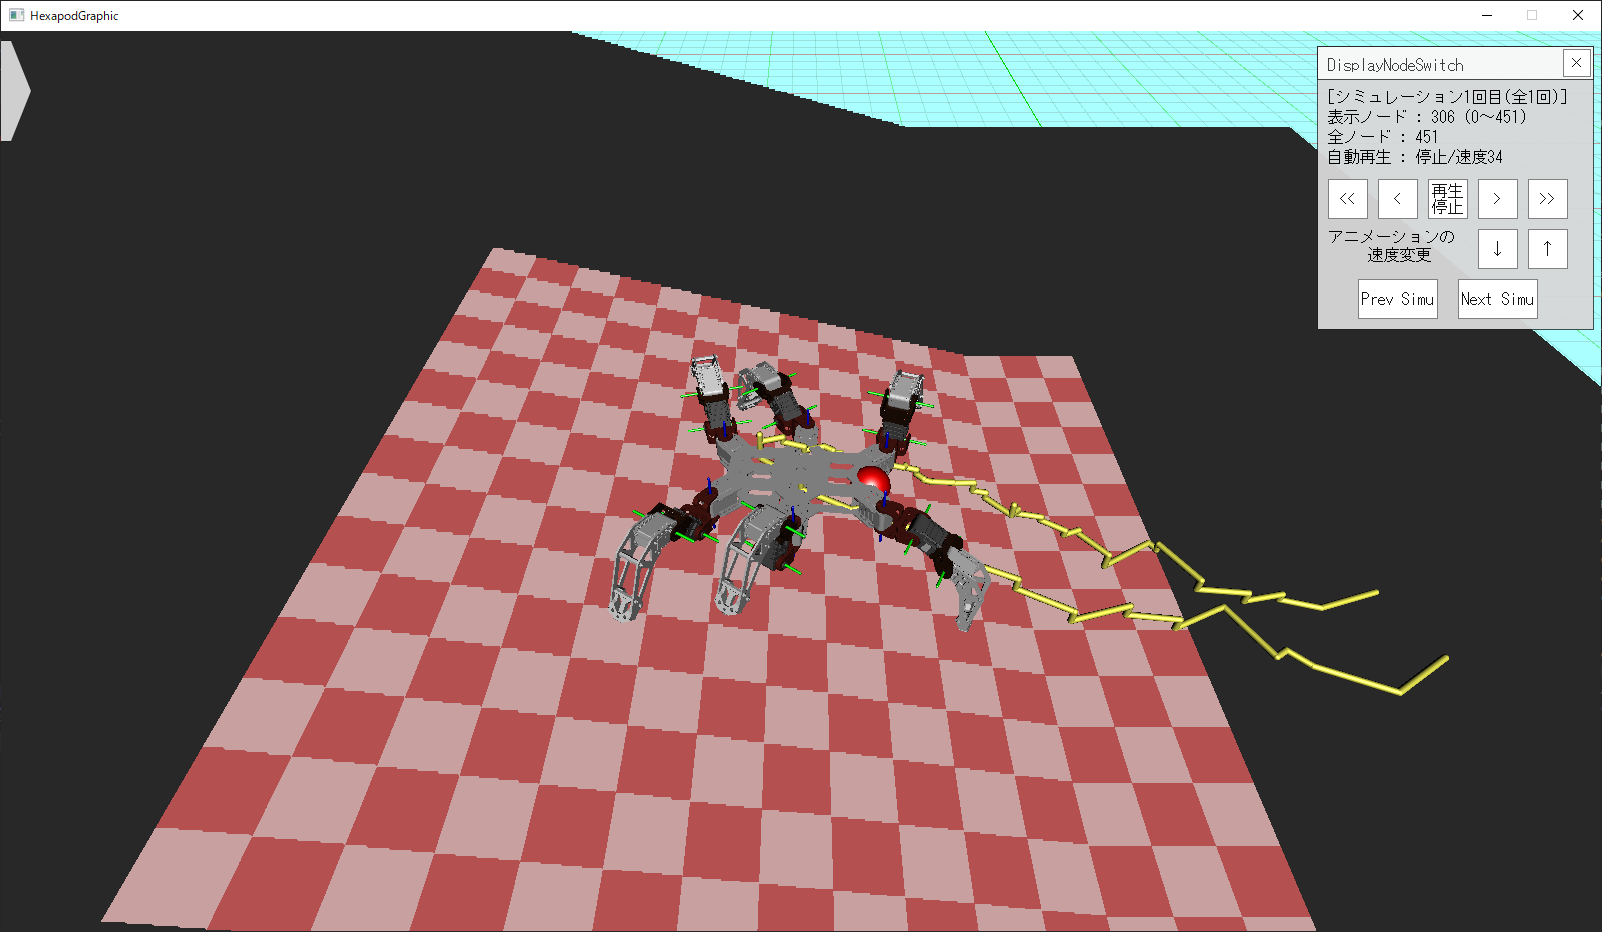 HexapodGraphic
DisplayNodeSwitch
[シミュレーション1回目(全1回)]
表示ノード : 306 (0～451)
全ノード : 451
自動再生 : 停止/速度34
<< < 再生 > >>
停止
アニメーションの ↓ ↑
速度変更
Prev Simu Next Simu